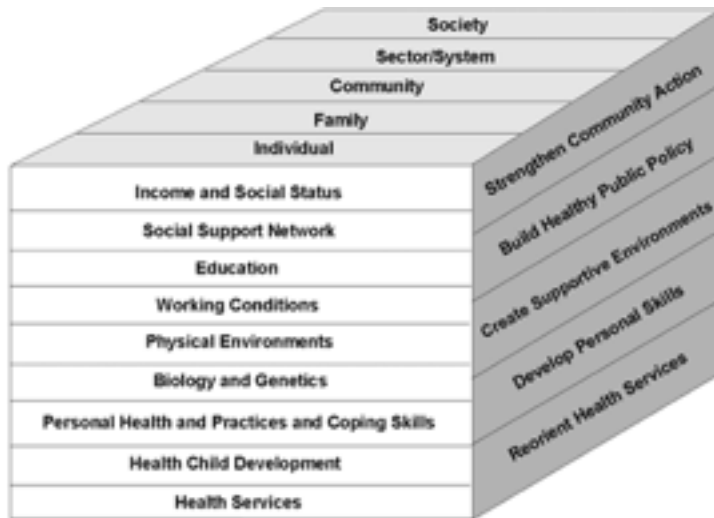 Society
Sector/System
Community
Family
Individual
Income and Social Status
Social Support Network
Education
Working Conditions
Physical Environments
Biology and Genetics
Personal Health and Practices and Coping Skills
Health Child Development
Health Services
Strengthen Community Action
Build Healthy Public Policy
Create Supportive Environments
Develop Personal Skills
Reorient Health Services